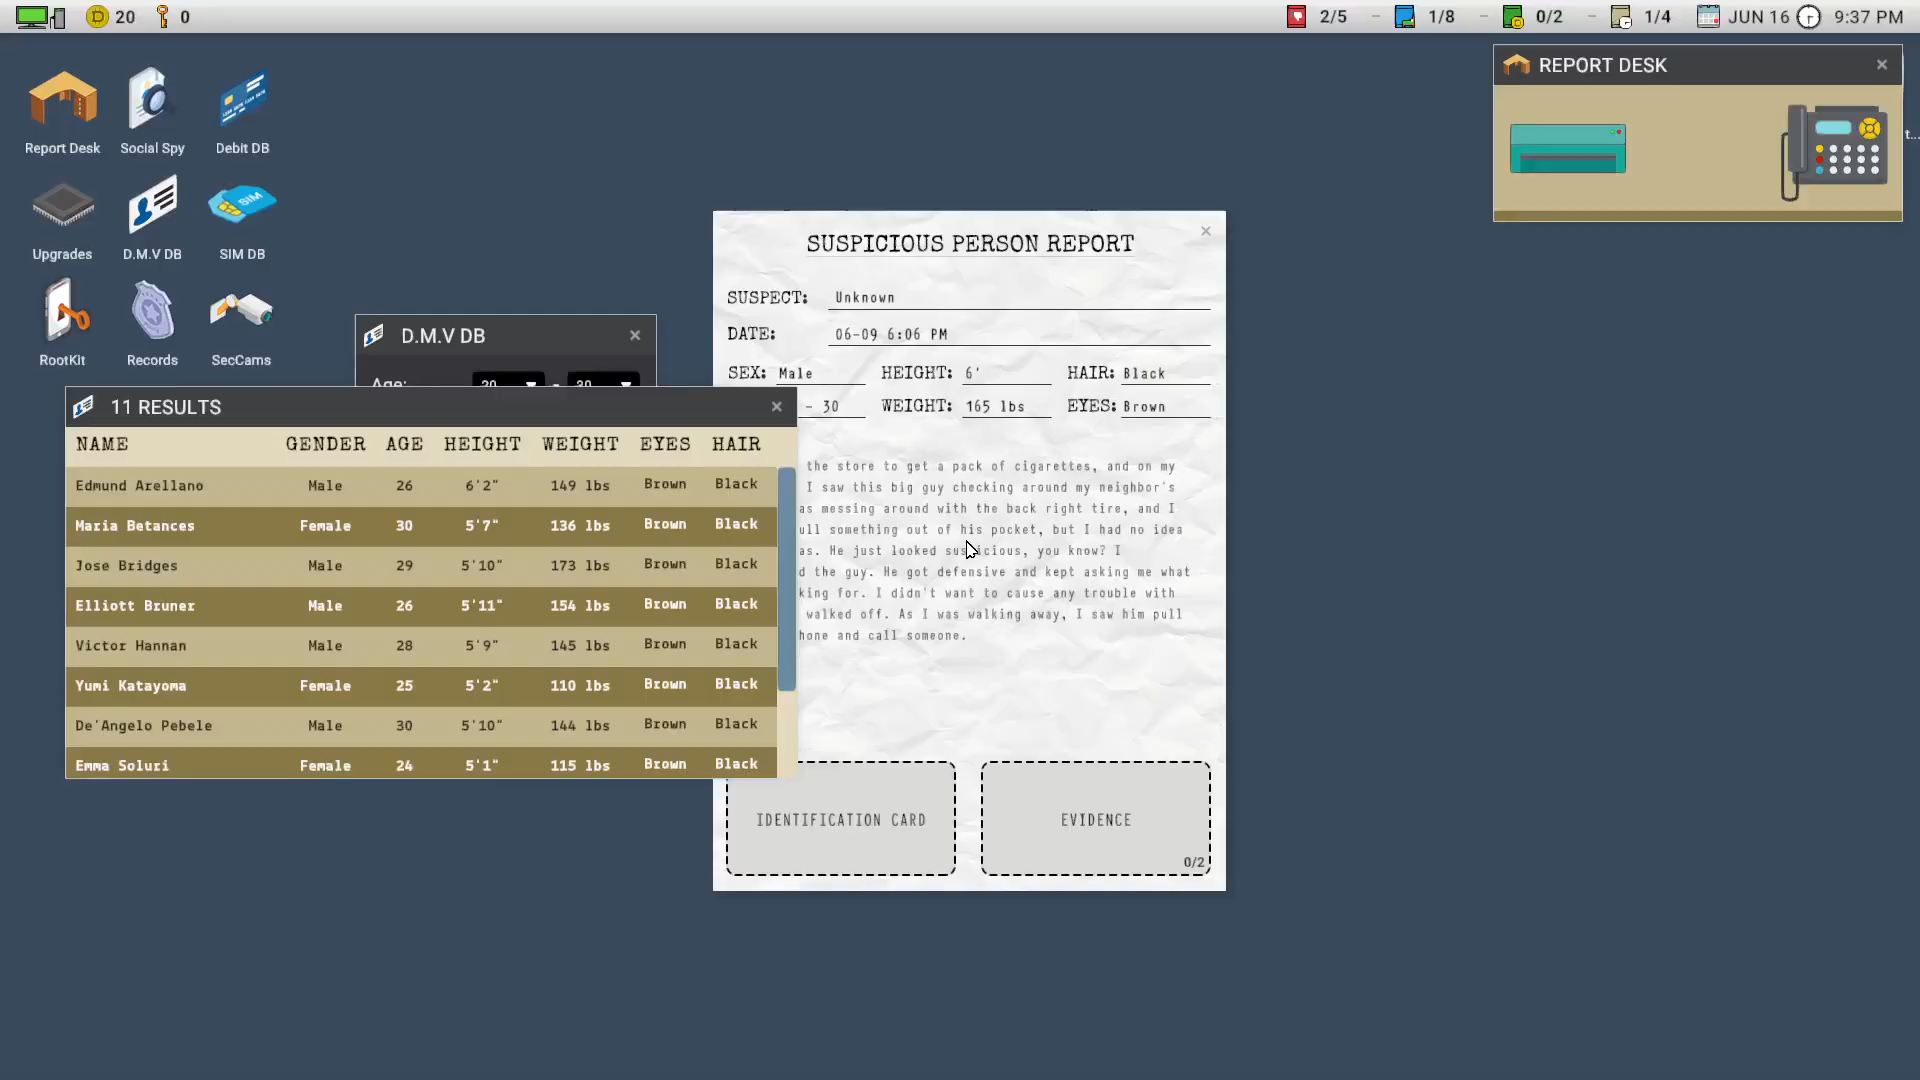 20 0 2/5 - 1/8 - 0/2 - 1/4 JUN 16 9:37 PM
REPORT DESK
Report Desk Social Spy Debit DB
t...
Upgrades D.M.V DB SIM DB
RootKit Records SecCams
SUSPICIOUS PERSON REPORT
SUSPECT: Unknown
DATE: 06-09 6:06 PM
SEX: Male HEIGHT: 6' HAIR: Black
- 30 WEIGHT: 165 lbs EYES: Brown
the store to get a pack of cigarettes, and on my
I saw this big guy checking around my neighbor's
as messing around with the back right tire, and I
ull something out of his pocket, but I had no idea
as. He just looked suspicious, you know? I
d the guy. He got defensive and kept asking me what
king for. I didn't want to cause any trouble with
walked off. As I was walking away, I saw him pull
hone and call someone.
IDENTIFICATION CARD
EVIDENCE
0/2
D.M.V DB
Age: 20 - 30
11 RESULTS
NAME GENDER AGE HEIGHT WEIGHT EYES HAIR
Edmund Arellano Male 26 6'2" 149 lbs Brown Black
Maria Betances Female 30 5'7" 136 lbs Brown Black
Jose Bridges Male 29 5'10" 173 lbs Brown Black
Elliott Bruner Male 26 5'11" 154 lbs Brown Black
Victor Hannan Male 28 5'9" 145 lbs Brown Black
Yumi Katayoma Female 25 5'2" 110 lbs Brown Black
De'Angelo Pebele Male 30 5'10" 144 lbs Brown Black
Emma Soluri Female 24 5'1" 115 lbs Brown Black